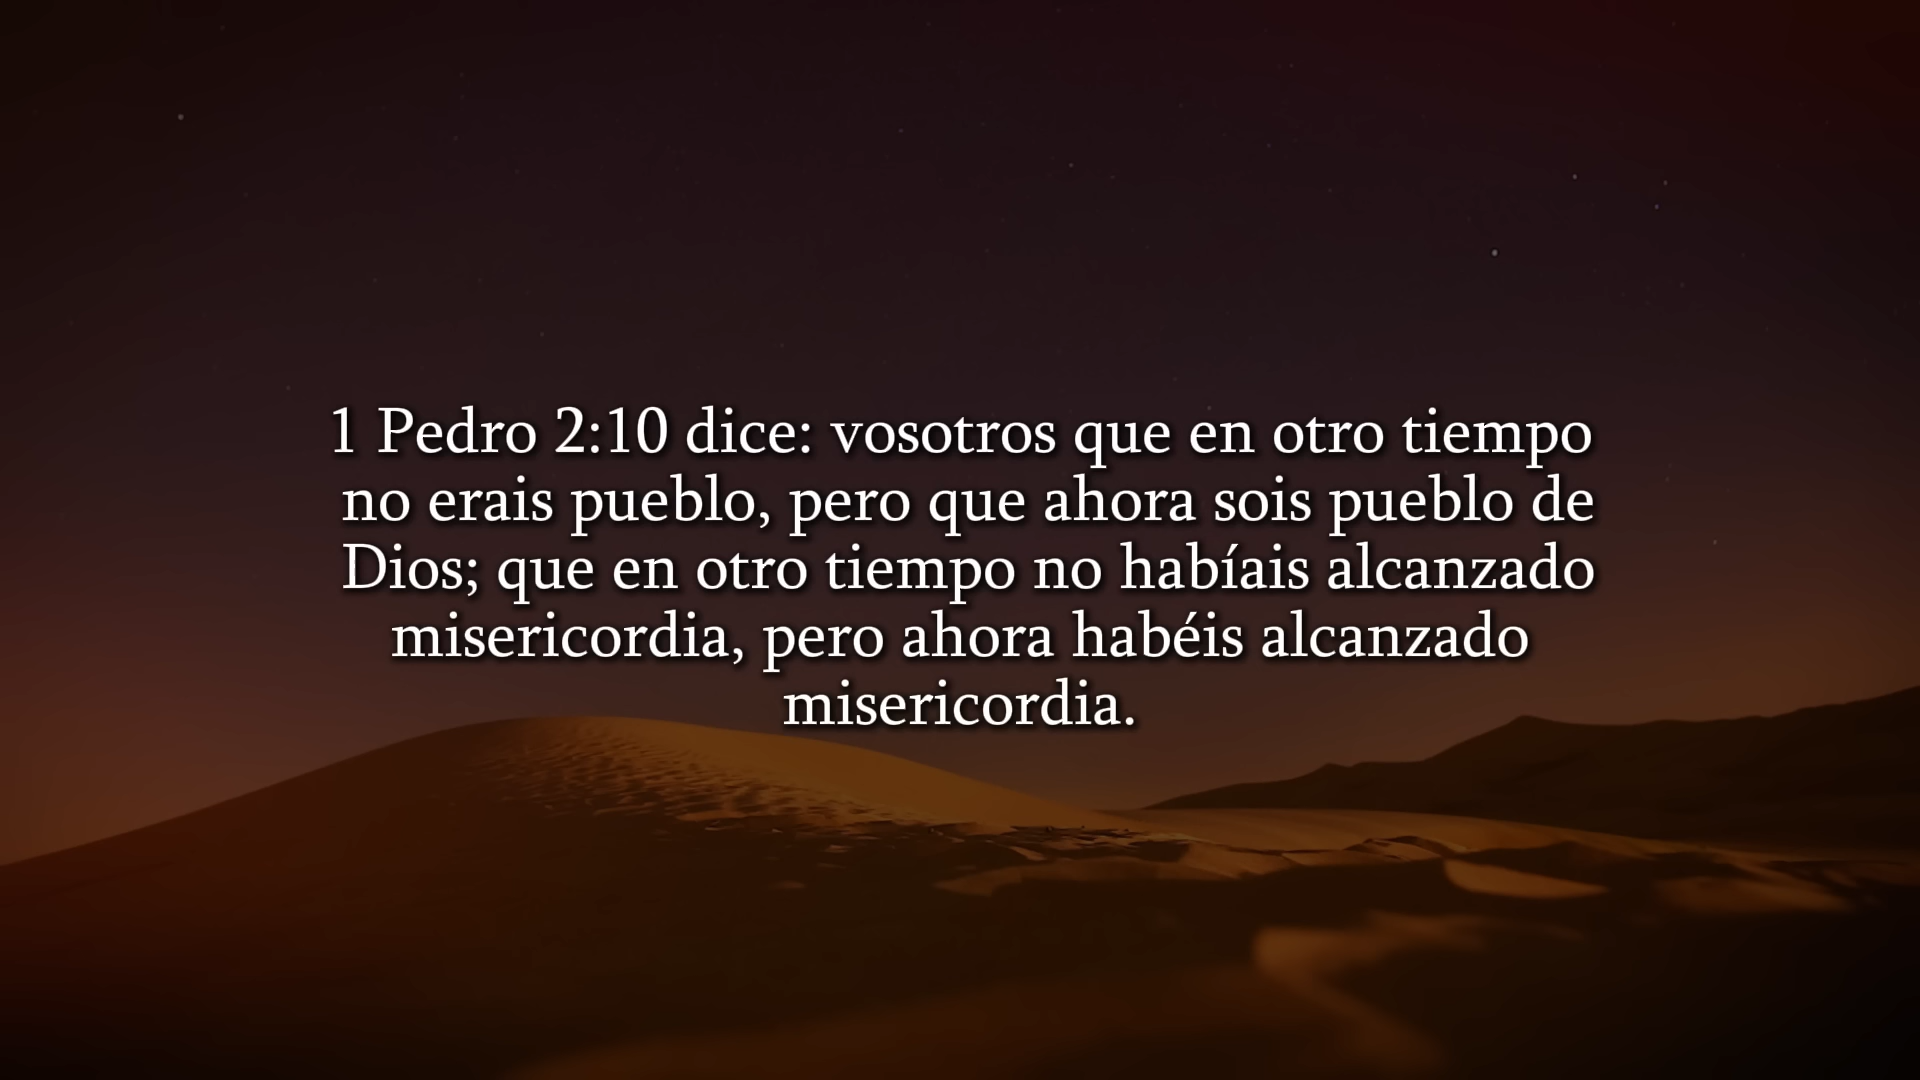 1 Pedro 2:10 dice: vosotros que en otro tiempo
no erais pueblo, pero que ahora sois pueblo de
Dios; que en otro tiempo no habíais alcanzado
misericordia, pero ahora habéis alcanzado
misericordia.